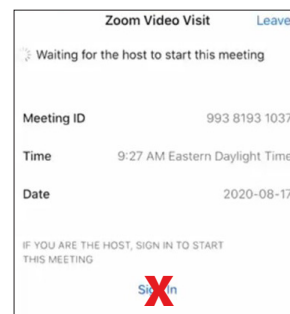 Zoom Video Visit Leave
Waiting for the host to start this meeting
Meeting ID 993 8193 1037
Time 9:27 AM Eastern Daylight Time
Date 2020-08-17
IF YOU ARE THE HOST, SIGN IN TO START
THIS MEETING
Sign In
X